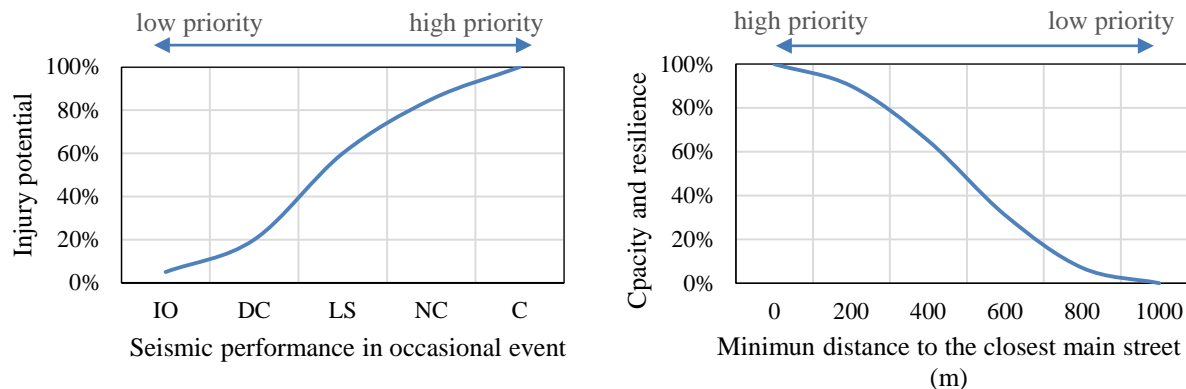 low priority high priority
Injury potential
100%
80%
60%
40%
20%
0%
IO DC LS NC C
Seismic performance in occasional event
high priority low priority
Cpacity and resilience
100%
80%
60%
40%
20%
0%
0 200 400 600 800 1000
Minimun distance to the closest main street
(m)